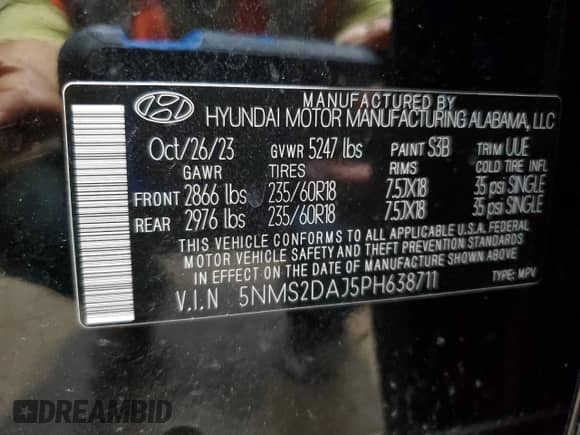 MANUFACTURED BY
HYUNDAI MOTOR MANUFACTURING ALABAMA, LLC
Oct/26/23 GVWR 5247 lbs PAINT S3B TRIM UUE
GAWR TIRES RIMS COLD TIRE INFL
FRONT 2866 lbs 235/60R18 7.5JX18 35 psi SINGLE
REAR 2976 lbs 235/60R18 7.5JX18 35 psi SINGLE
THIS VEHICLE CONFORMS TO ALL APPLICABLE U.S.A. FEDERAL
MOTOR VEHICLE SAFETY AND THEFT PREVENTION STANDARDS
IN EFFECT ON THE DATE OF MANUFACTURE SHOWN ABOVE.
V.I.N 5NMS2DAJ5PH638711 TYPE: MPV
DREAMBID